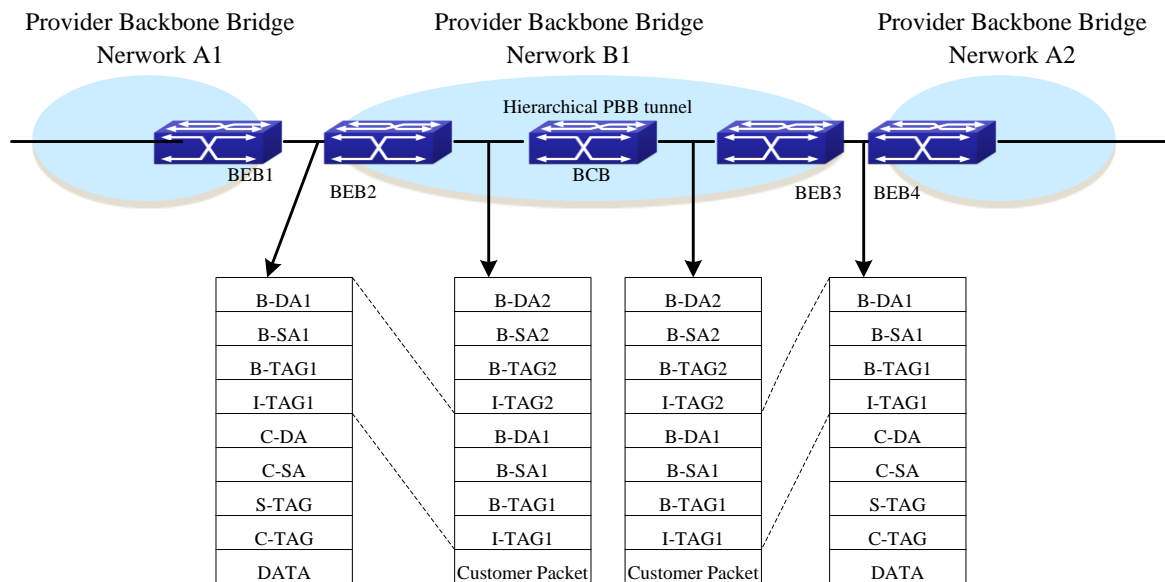 Provider Backbone Bridge
Nerwork A1
Provider Backbone Bridge
Nerwork B1
Provider Backbone Bridge
Nerwork A2
Hierarchical PBB tunnel
BEB1
BEB2
BCB
BEB3
BEB4
B-DA1
B-SA1
B-TAG1
I-TAG1
C-DA
C-SA
S-TAG
C-TAG
DATA
B-DA2
B-SA2
B-TAG2
I-TAG2
B-DA1
B-SA1
B-TAG1
I-TAG1
Customer Packet
B-DA2
B-SA2
B-TAG2
I-TAG2
B-DA1
B-SA1
B-TAG1
I-TAG1
Customer Packet
B-DA1
B-SA1
B-TAG1
I-TAG1
C-DA
C-SA
S-TAG
C-TAG
DATA